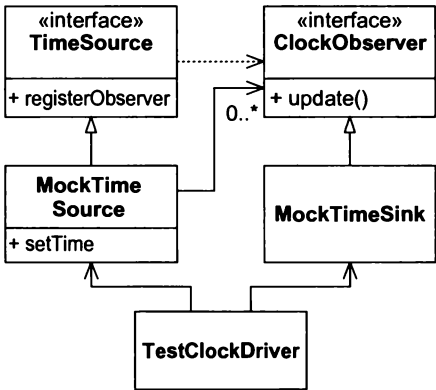 «interface»
TimeSource
+ registerObserver
«interface»
ClockObserver
+ update()
0..*
MockTime
Source
+ setTime
MockTimeSink
TestClockDriver